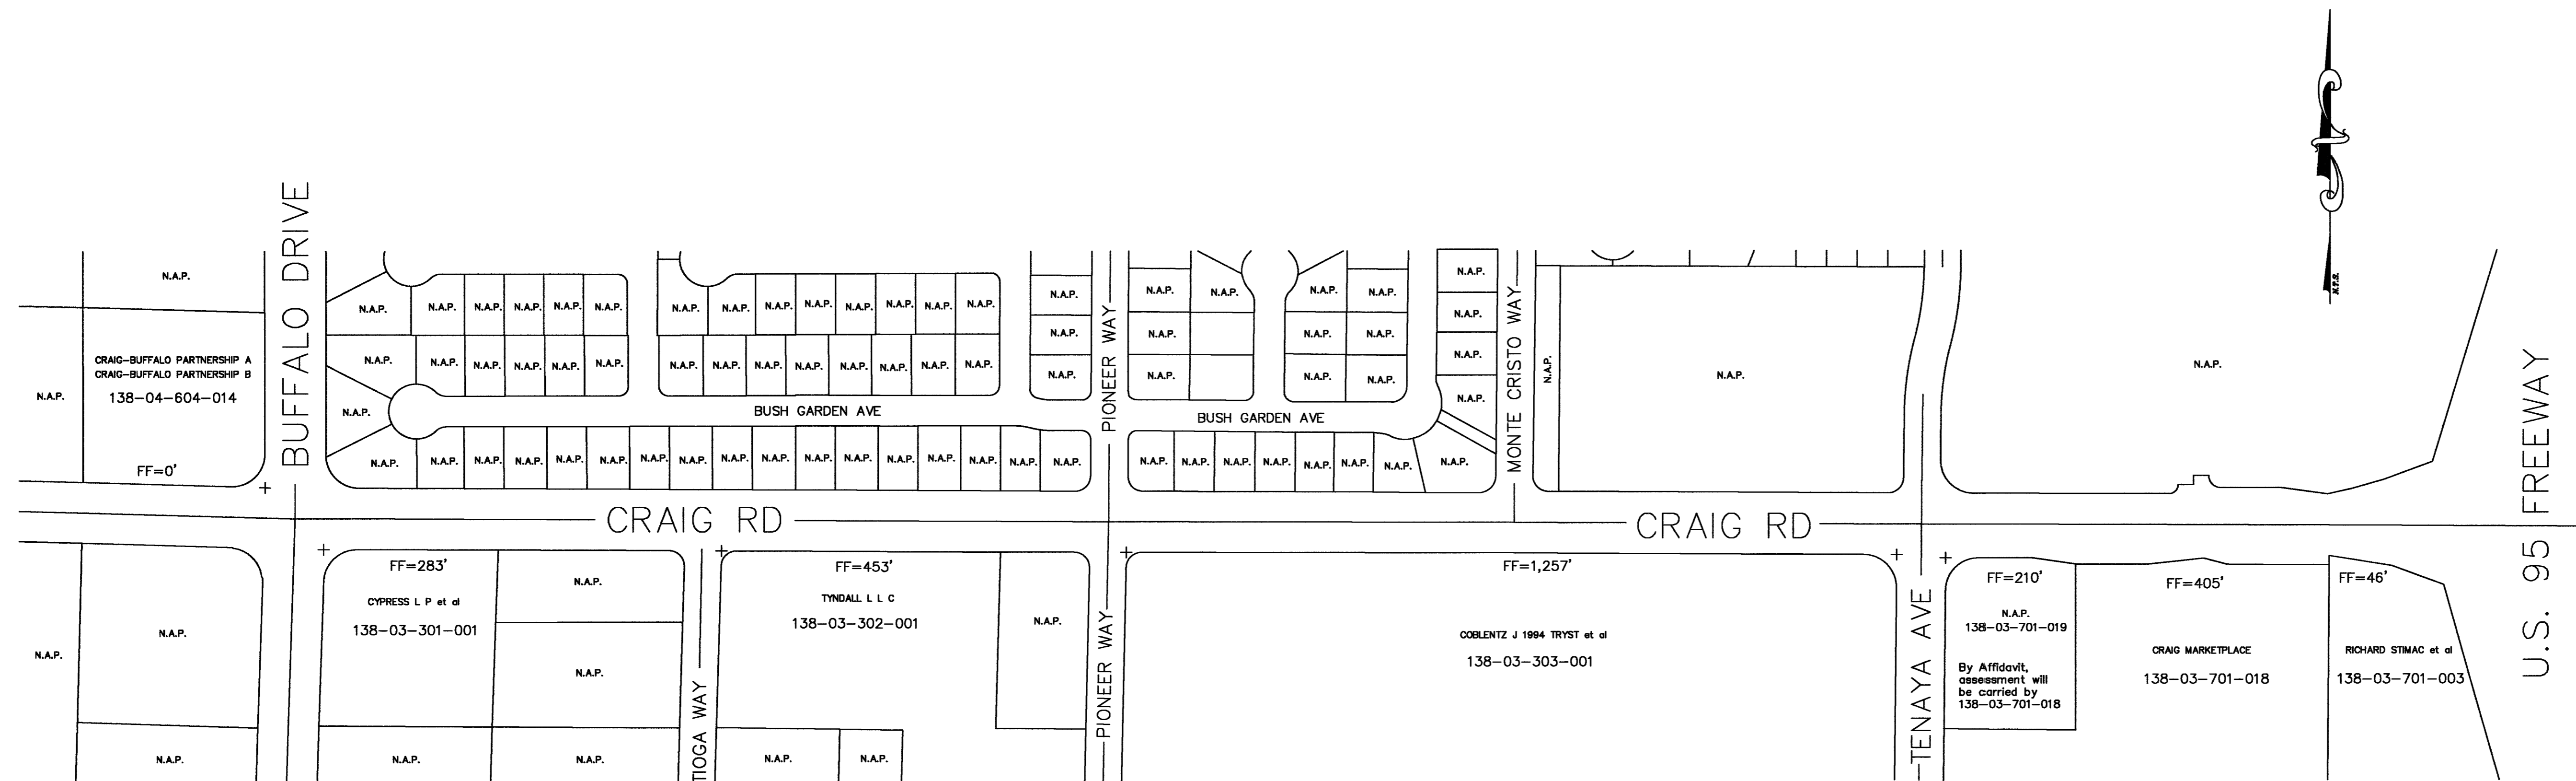 BUFFALO DRIVE
N.A.P.
N.A.P.
N.A.P. N.A.P. N.A.P. N.A.P. N.A.P. N.A.P.
N.A.P. N.A.P. N.A.P. N.A.P. N.A.P. N.A.P. N.A.P. N.A.P.
N.A.P.
N.A.P. N.A.P.
N.A.P. N.A.P.
N.A.P.
N.A.P.
N.A.P.
N.A.P. N.A.P.
N.A.P.
CRAIG-BUFFALO PARTNERSHIP A
CRAIG-BUFFALO PARTNERSHIP B
138-04-604-014
FF=0'
N.A.P. N.A.P. N.A.P. N.A.P. N.A.P. N.A.P.
N.A.P. N.A.P. N.A.P. N.A.P. N.A.P. N.A.P. N.A.P. N.A.P.
N.A.P.
PIONEER WAY
N.A.P.
N.A.P. N.A.P.
MONTE CRISTO WAY
N.A.P.
N.A.P.
N.A.P.
N.A.P.
N.A.P.
N.A.P.
BUSH GARDEN AVE
BUSH GARDEN AVE
N.A.P. N.A.P. N.A.P. N.A.P. N.A.P. N.A.P. N.A.P. N.A.P. N.A.P. N.A.P. N.A.P. N.A.P. N.A.P. N.A.P. N.A.P. N.A.P. N.A.P.
N.A.P. N.A.P. N.A.P. N.A.P. N.A.P. N.A.P. N.A.P. N.A.P.
CRAIG RD
CRAIG RD
U.S. 95 FREEWAY
N.A.P.
N.A.P.
N.A.P.
FF=283'
CYPRESS L P et al
138-03-301-001
N.A.P.
N.A.P.
N.A.P.
N.A.P.
TIOGA WAY
FF=453'
TYNDALL L L C
138-03-302-001
N.A.P.
N.A.P.
N.A.P.
PIONEER WAY
FF=1,257'
COBLENTZ J 1994 TRYST et al
138-03-303-001
TENAYA AVE
FF=210'
N.A.P.
138-03-701-019
By Affidavit,
assessment will
be carried by
138-03-701-018
FF=405'
CRAIG MARKETPLACE
138-03-701-018
FF=46'
RICHARD STIMAC et al
138-03-701-003